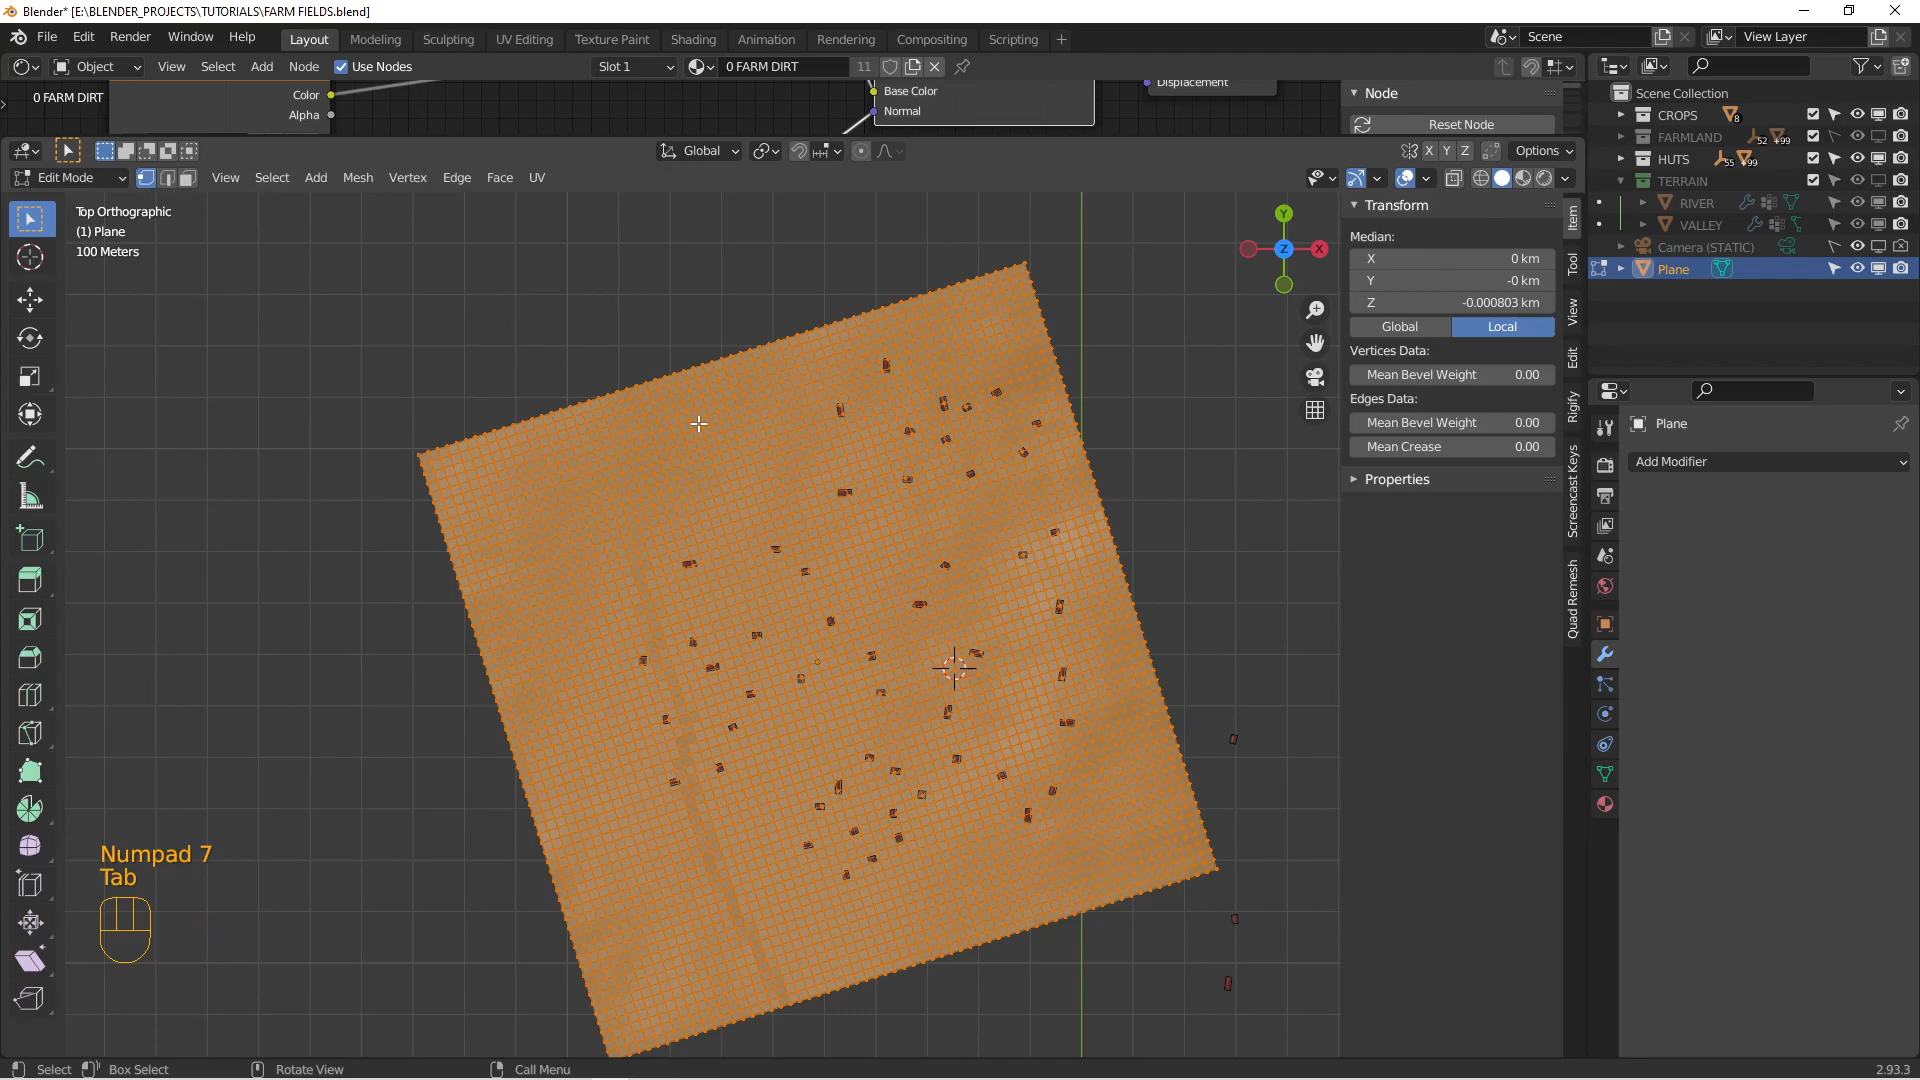 Blender* [E:\BLENDER_PROJECTS\TUTORIALS\FARM FIELDS.blend]
File Edit Render Window Help Layout Modeling Sculpting UV Editing Texture Paint Shading Animation Rendering Compositing Scripting + Scene View Layer
Object View Select Add Node Use Nodes Slot 1 0 FARM DIRT 11
0 FARM DIRT
Color
Alpha
Base Color
Normal
Displacement
Node
Reset Node
Global X Y Z Options
Edit Mode View Select Add Mesh Vertex Edge Face UV
Top Orthographic
(1) Plane
100 Meters
Y
Z
X
Transform
Median:
X 0 km
Y -0 km
Z -0.000803 km
Global Local
Vertices Data:
Mean Bevel Weight 0.00
Edges Data:
Mean Bevel Weight 0.00
Mean Crease 0.00
Properties
Item
Tool
View
Edit
Rigify
Screencast Keys
Quad Remesh
Scene Collection
CROPS 8
FARMLAND 52 +99
HUTS 55 +99
TERRAIN
RIVER
VALLEY
Camera (STATIC)
Plane
Plane
Add Modifier
Numpad 7
Tab
Select Box Select Rotate View Call Menu 2.93.3